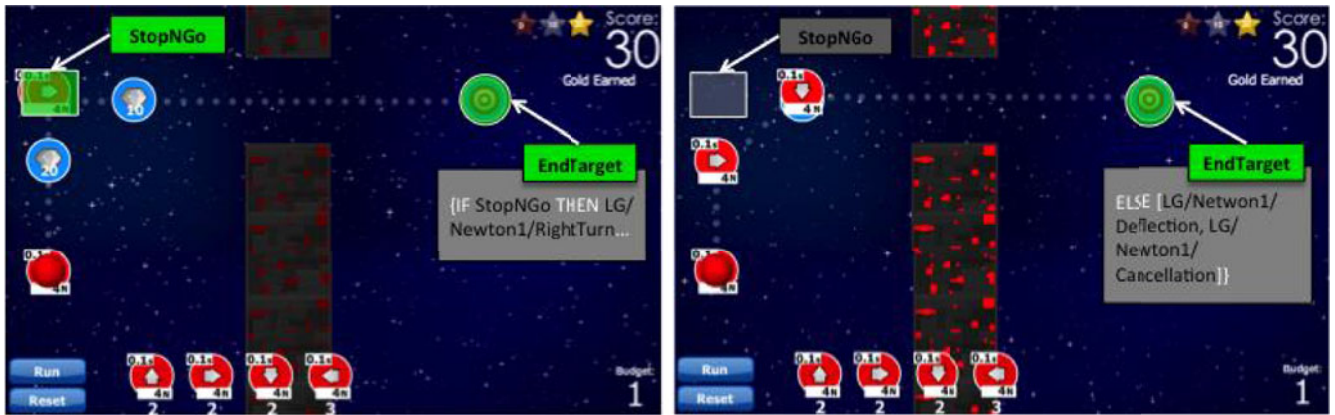 StopNGo
Score:
30
Gold Earned
0.1s
4N
10
20
EndTarget
{IF StopNGo THEN LG/
Newton1/RightTurn...
0.1s
4N
Run
Reset
0.1s 0.1s 0.1s 0.1s
4N 4N 4N 4N
2 2 2 3
Budget:
1
StopNGo
Score:
30
Gold Earned
0.1s
4N
0.1s
4N
EndTarget
ELSE [LG/Netwon1/
Deflection, LG/
Newton1/
Cancellation]}
0.1s
4N
Run
Reset
0.1s 0.1s 0.1s 0.1s
4N 4N 4N 4N
2 2 2 3
Budget:
1